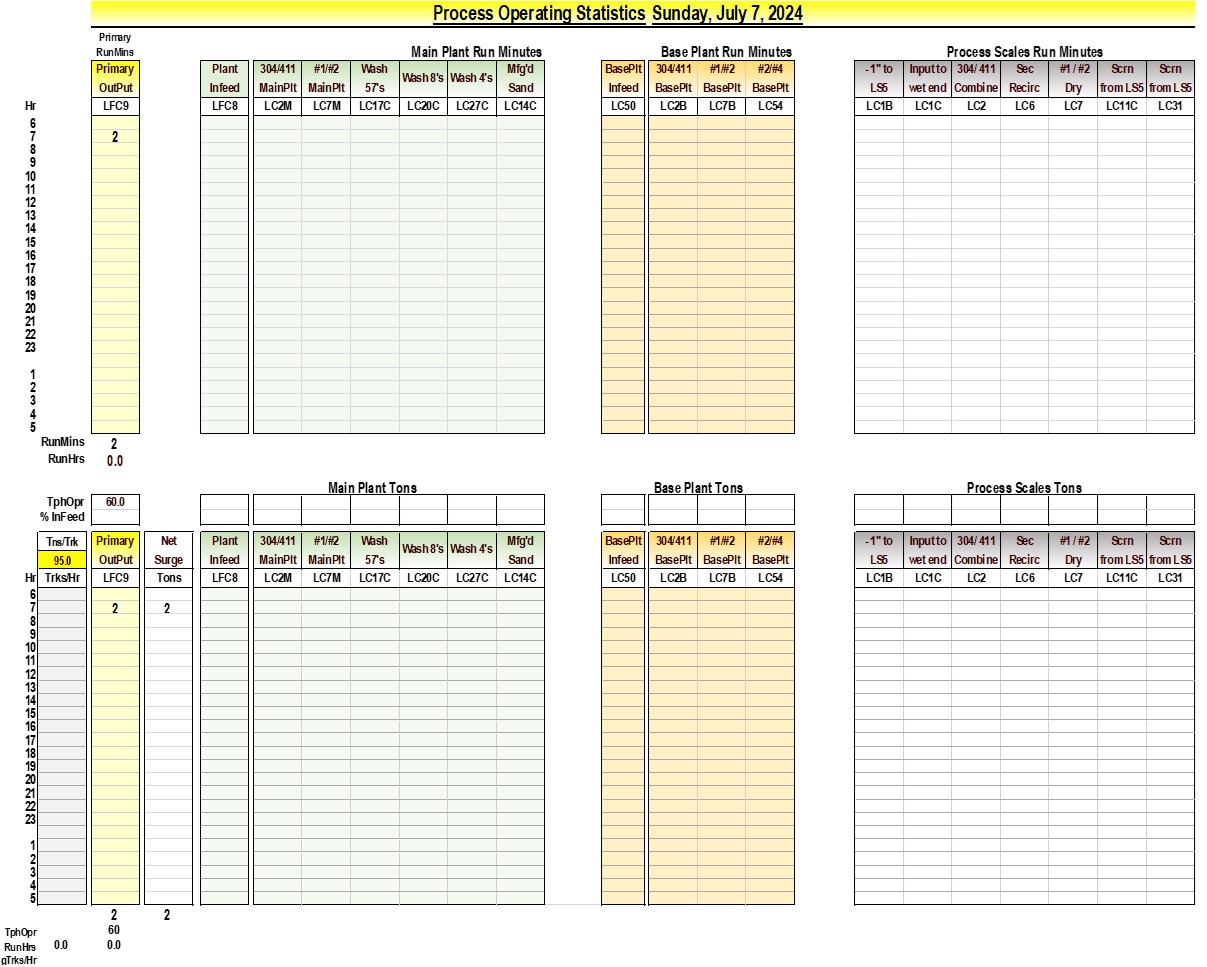 Process Operating Statistics Sunday, July 7, 2024
Primary
RunMins Main Plant Run Minutes Base Plant Run Minutes Process Scales Run Minutes
Primary Plant 304/411 #1/#2 Wash Wash 8's Wash 4's Mfg'd BasePlt 304/411 #1/#2 #2/#4 -1" to Input to 304/ 411 Sec #1 / #2 Scrn Scrn
OutPut Infeed MainPlt MainPlt 57's Sand Infeed BasePlt BasePlt BasePlt LS5 wet end Combine Recirc Dry from LS5 from LS5
Hr LFC9 LFC8 LC2M LC7M LC17C LC20C LC27C LC14C LC50 LC2B LC7B LC54 LC1B LC1C LC2 LC6 LC7 LC11C LC31
6
7 2
8
9
10
11
12
13
14
15
16
17
18
19
20
21
22
23
1
2
3
4
5
RunMins 2
RunHrs 0.0
Main Plant Tons Base Plant Tons Process Scales Tons
TphOpr 60.0
% InFeed
Tns/Trk Primary Net Plant 304/411 #1/#2 Wash Wash 8's Wash 4's Mfg'd BasePlt 304/411 #1/#2 #2/#4 -1" to Input to 304/ 411 Sec #1 / #2 Scrn Scrn
95.0 OutPut Surge Infeed MainPlt MainPlt 57's Sand Infeed BasePlt BasePlt BasePlt LS5 wet end Combine Recirc Dry from LS5 from LS5
Hr Trks/Hr LFC9 Tons LFC8 LC2M LC7M LC17C LC20C LC27C LC14C LC50 LC2B LC7B LC54 LC1B LC1C LC2 LC6 LC7 LC11C LC31
6
7 2 2
8
9
10
11
12
13
14
15
16
17
18
19
20
21
22
23
1
2
3
4
5
2 2
TphOpr 60
RunHrs 0.0 0.0
gTrks/Hr